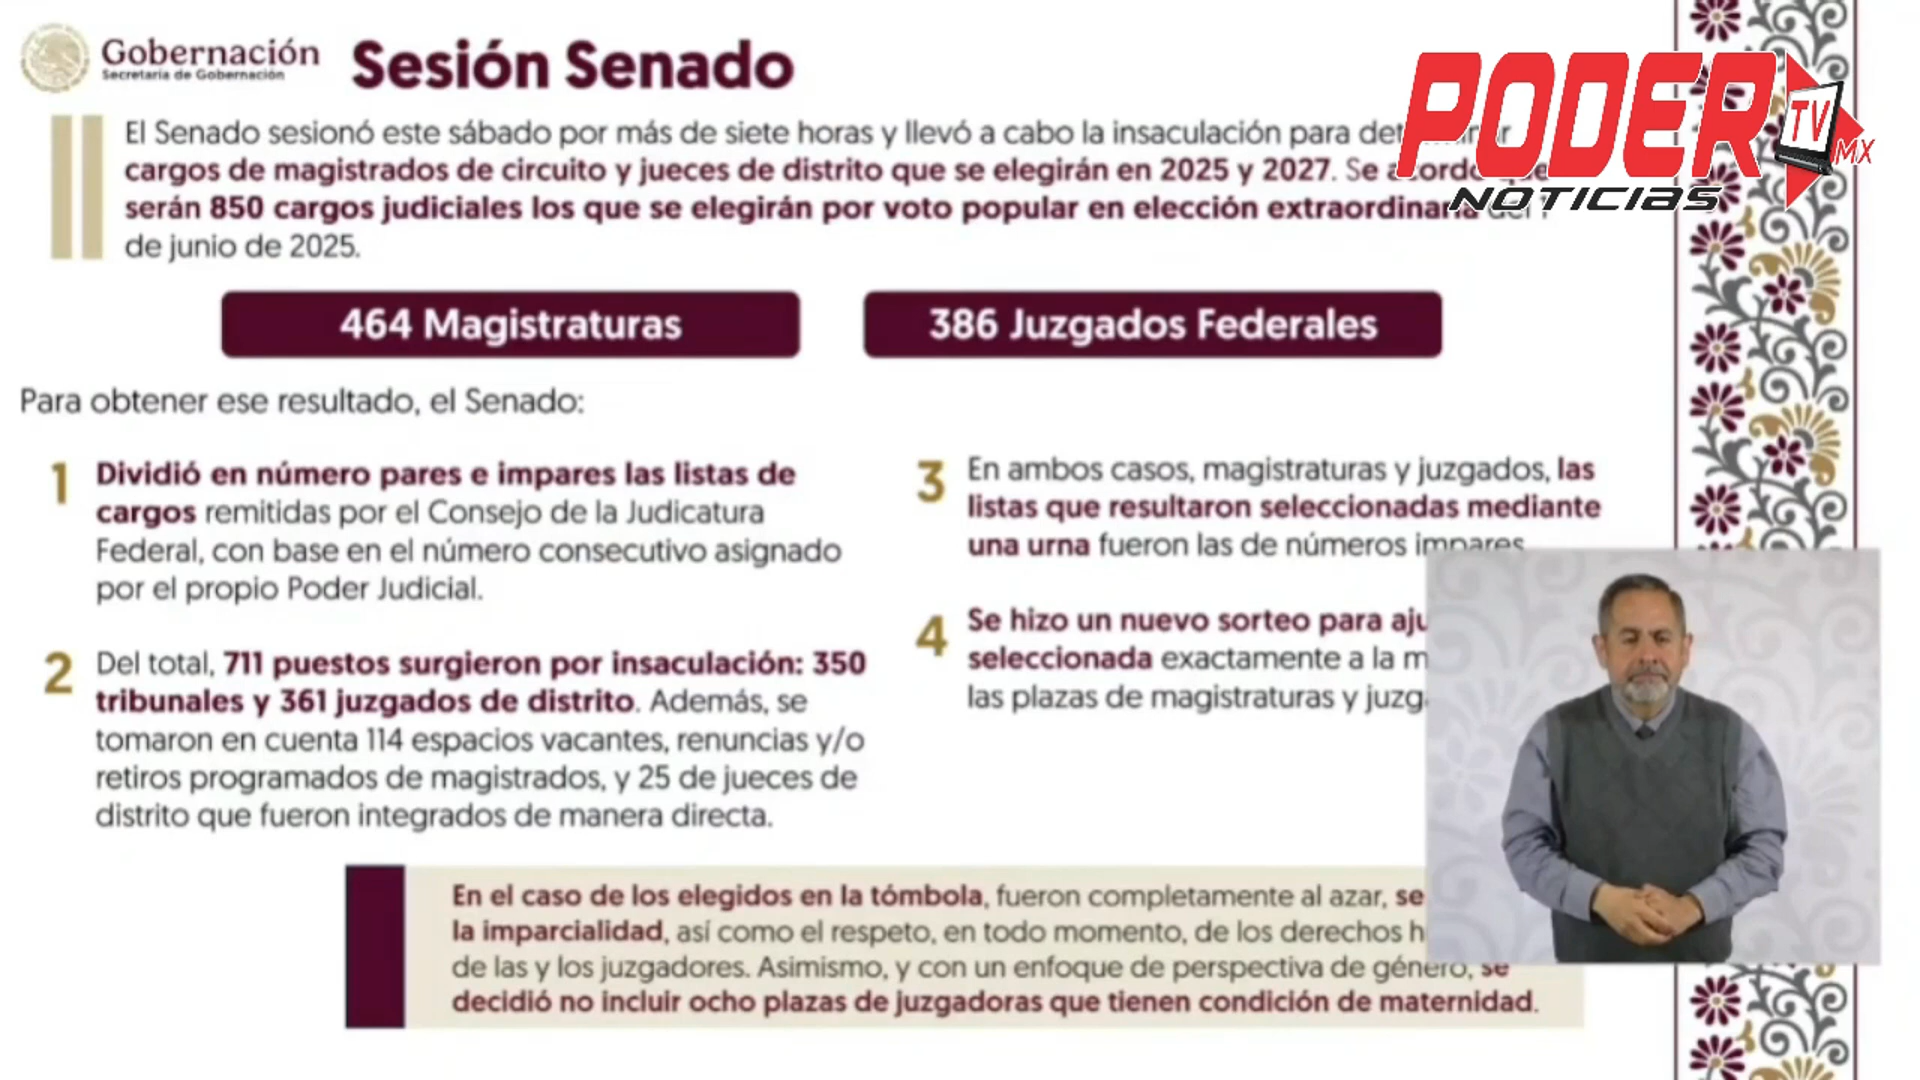 Gobernación
Secretaría de Gobernación
Sesión Senado
PODER
TV
MX
NOTICIAS
El Senado sesionó este sábado por más de siete horas y llevó a cabo la insaculación para
cargos de magistrados de circuito y jueces de distrito que se elegirán en 2025 y 2027. Se
serán 850 cargos judiciales los que se elegirán por voto popular en elección extraordinaria
de junio de 2025.
464 Magistraturas
386 Juzgados Federales
Para obtener ese resultado, el Senado:
1
Dividió en número pares e impares las listas de
cargos remitidas por el Consejo de la Judicatura
Federal, con base en el número consecutivo asignado
por el propio Poder Judicial.
2
Del total, 711 puestos surgieron por insaculación: 350
tribunales y 361 juzgados de distrito. Además, se
tomaron en cuenta 114 espacios vacantes, renuncias y/o
retiros programados de magistrados, y 25 de jueces de
distrito que fueron integrados de manera directa.
3
En ambos casos, magistraturas y juzgados, las
listas que resultaron seleccionadas mediante
una urna fueron las de números impares
4
Se hizo un nuevo sorteo para
seleccionada exactamente a la
las plazas de magistraturas y
En el caso de los elegidos en la tómbola, fueron completamente al azar, se
la imparcialidad, así como el respeto, en todo momento, de los derechos
de las y los juzgadores. Asimismo, y con un enfoque de perspectiva de género, se
decidió no incluir ocho plazas de juzgadoras que tienen condición de maternidad.